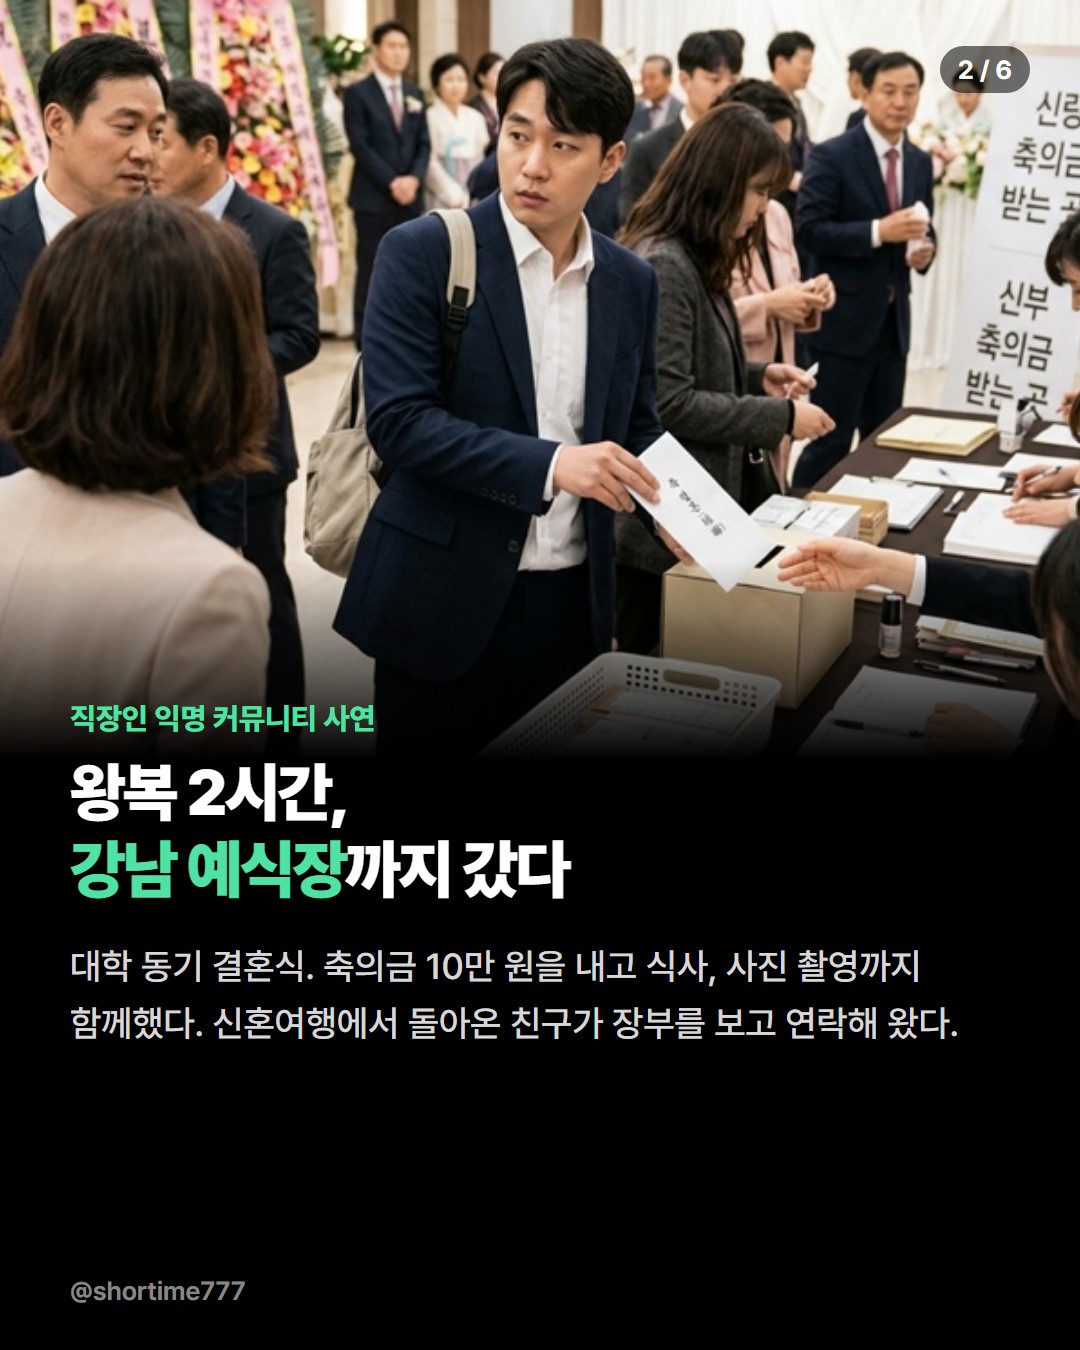 2 / 6
축의금
받는
신부
축의금
받는 곳
직장인 익명 커뮤니티 사연
왕복 2시간,
강남 예식장까지 갔다
대학 동기 결혼식. 축의금 10만 원을 내고 식사, 사진 촬영까지
함께했다. 신혼여행에서 돌아온 친구가 장부를 보고 연락해 왔다.
@shortime777